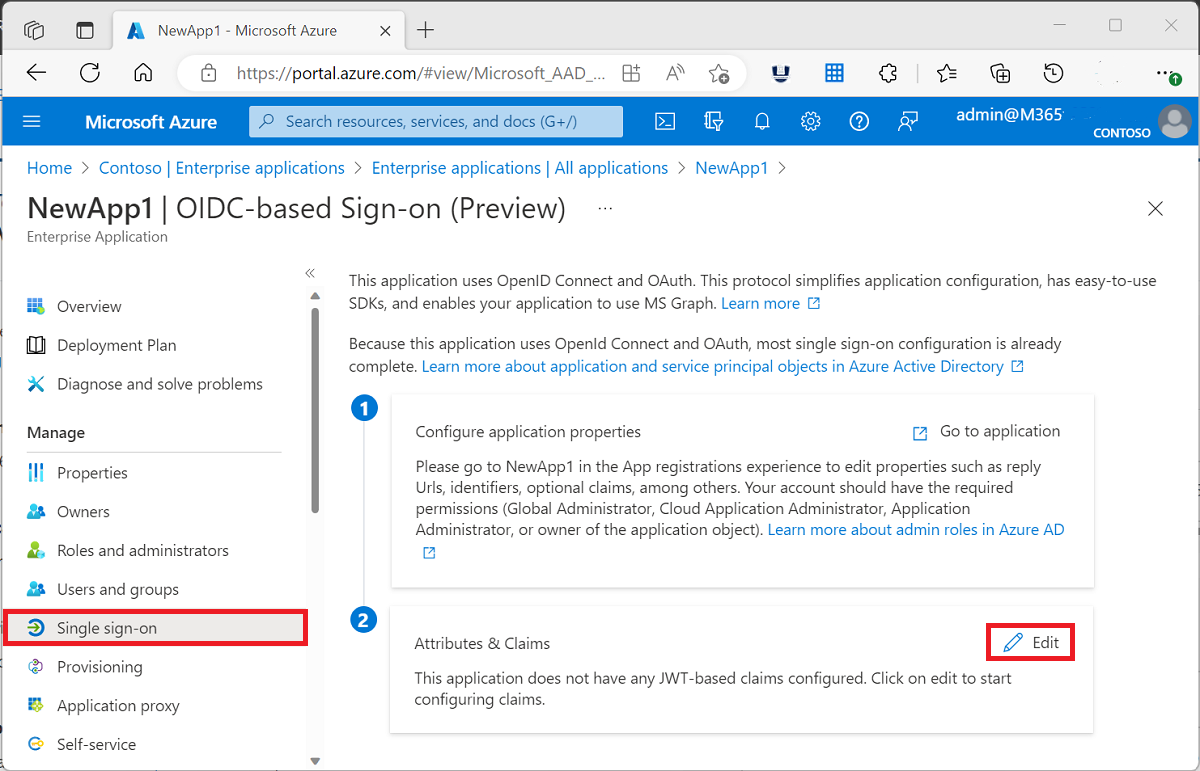 NewApp1 - Microsoft Azure
https://portal.azure.com/#view/Microsoft_AAD_...
Microsoft Azure
Search resources, services, and docs (G+/)
admin@M365
CONTOSO
Home > Contoso | Enterprise applications > Enterprise applications | All applications > NewApp1 >
NewApp1 | OIDC-based Sign-on (Preview) ...
Enterprise Application
Overview
Deployment Plan
Diagnose and solve problems
Manage
Properties
Owners
Roles and administrators
Users and groups
Single sign-on
Provisioning
Application proxy
Self-service
This application uses OpenID Connect and OAuth. This protocol simplifies application configuration, has easy-to-use
SDKs, and enables your application to use MS Graph. Learn more
Because this application uses OpenId Connect and OAuth, most single sign-on configuration is already
complete. Learn more about application and service principal objects in Azure Active Directory
1
Configure application properties
Go to application
Please go to NewApp1 in the App registrations experience to edit properties such as reply
Urls, identifiers, optional claims, among others. Your account should have the required
permissions (Global Administrator, Cloud Application Administrator, Application
Administrator, or owner of the application object). Learn more about admin roles in Azure AD
2
Attributes & Claims
Edit
This application does not have any JWT-based claims configured. Click on edit to start
configuring claims.